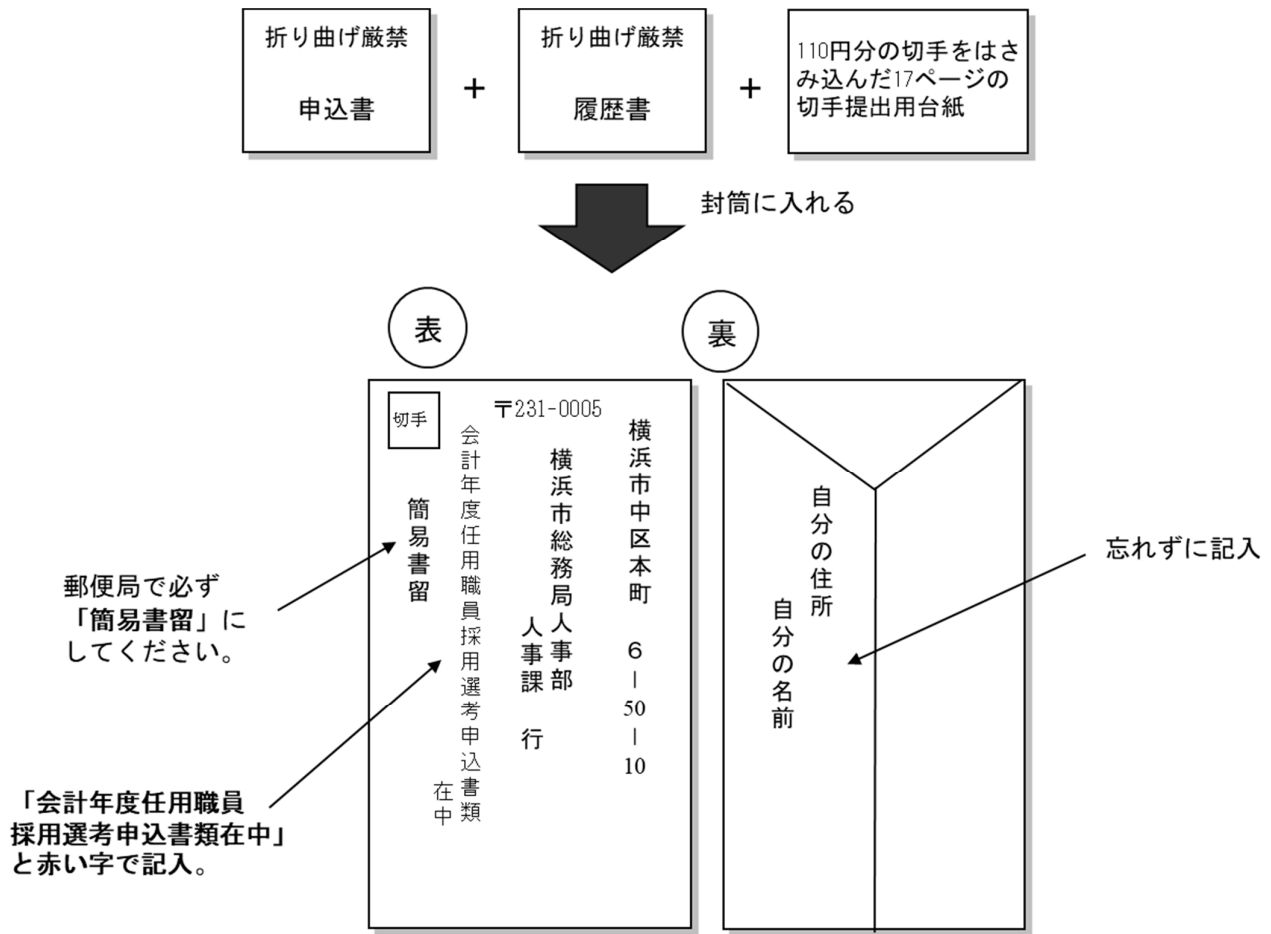 折り曲げ厳禁
申込書
+
折り曲げ厳禁
履歴書
+
110円分の切手をはさ
み込んだ17ページの
切手提出用台紙
封筒に入れる
表
裏
切手
〒231-0005
横浜市中区本町 6-50-10
横浜市総務局人事部
人事課 行
会計年度任用職員採用選考申込書類
在中
簡易書留
自分の住所
自分の名前
忘れずに記入
郵便局で必ず
「簡易書留」に
してください。
「会計年度任用職員
採用選考申込書類在中」
と赤い字で記入。